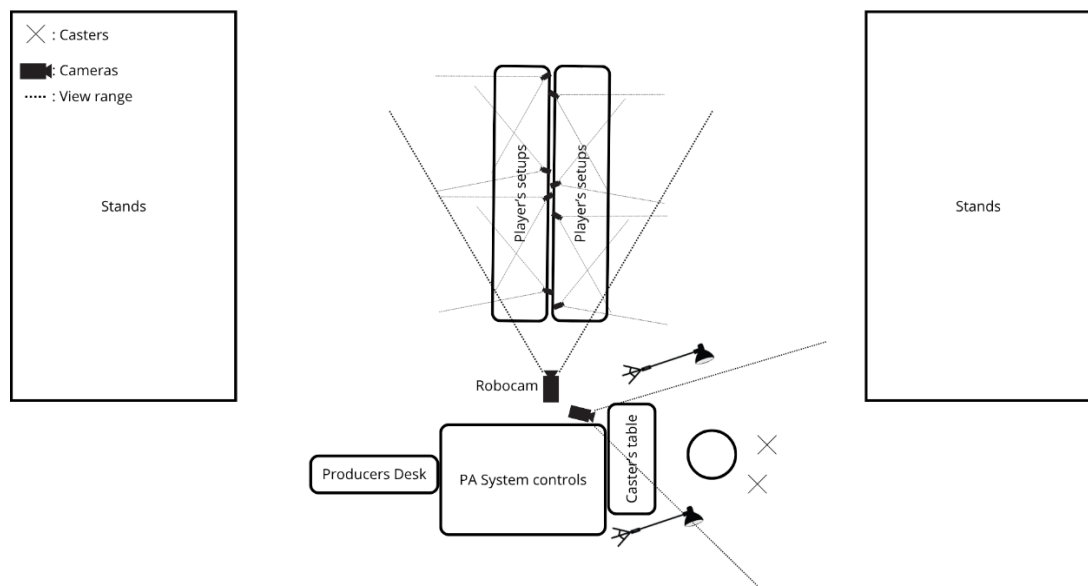 : Casters
: Cameras
: View range
Stands
Player's setups
Player's setups
Stands
Robocam
Producers Desk
PA System controls
Caster's table